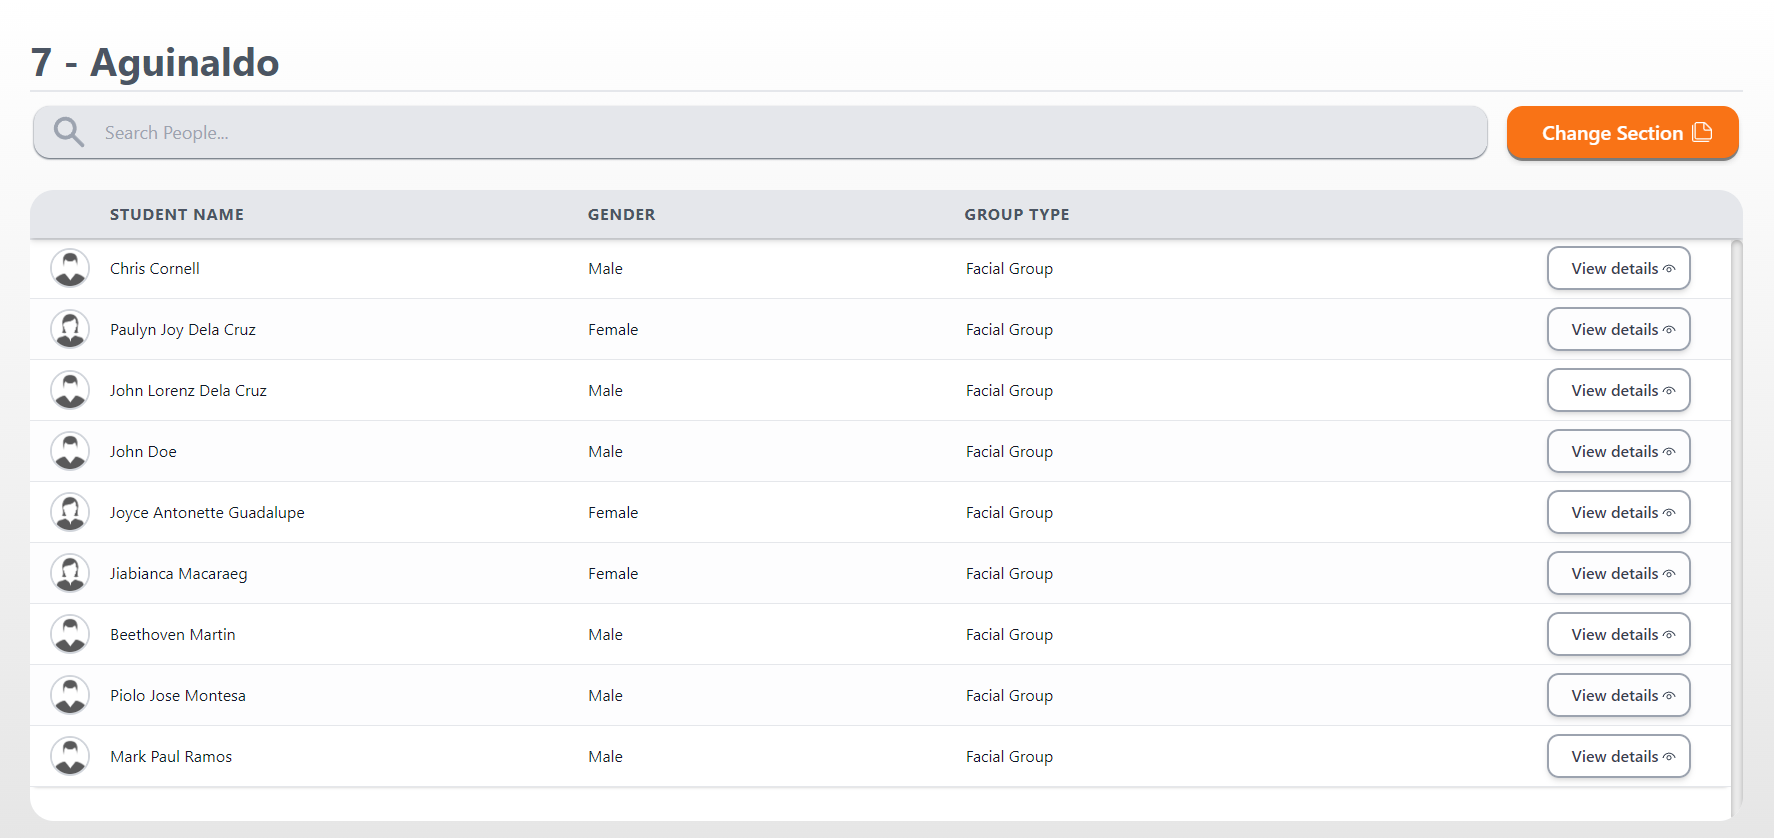 7 - Aguinaldo
Search People...
Change Section
STUDENT NAME GENDER GROUP TYPE
Chris Cornell Male Facial Group View details
Paulyn Joy Dela Cruz Female Facial Group View details
John Lorenz Dela Cruz Male Facial Group View details
John Doe Male Facial Group View details
Joyce Antonette Guadalupe Female Facial Group View details
Jiabianca Macaraeg Female Facial Group View details
Beethoven Martin Male Facial Group View details
Piolo Jose Montesa Male Facial Group View details
Mark Paul Ramos Male Facial Group View details